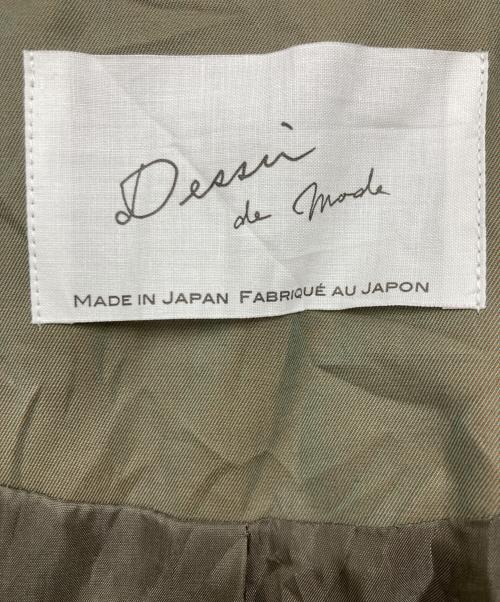 Dessin
de Mode
MADE IN JAPAN FABRIQUÉ AU JAPON